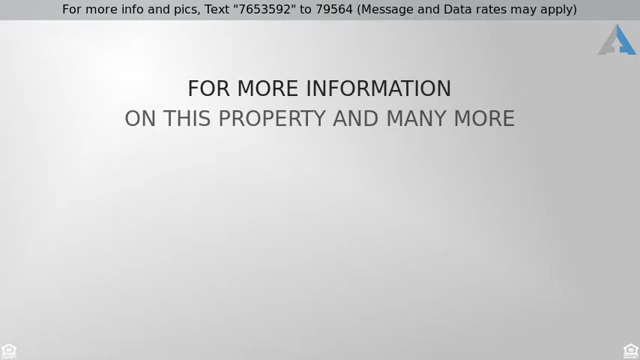 For more info and pics, Text "7653592" to 79564 (Message and Data rates may apply)
FOR MORE INFORMATION
ON THIS PROPERTY AND MANY MORE